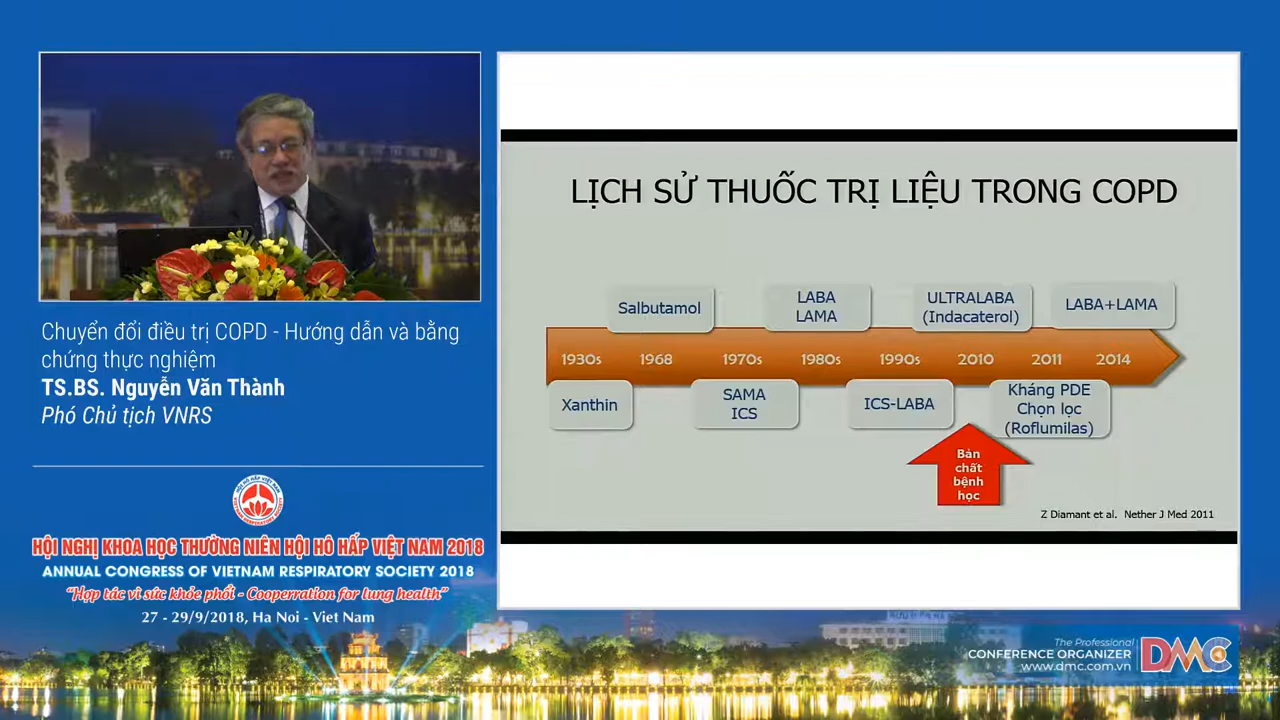 Chuyển đổi điều trị COPD - Hướng dẫn và bằng
chứng thực nghiệm
TS.BS. Nguyễn Văn Thành
Phó Chủ tịch VNRS
HỘI HÔ HẤP VIỆT NAM
HỘI NGHỊ KHOA HỌC THƯỜNG NIÊN HỘI HÔ HẤP VIỆT NAM 2018
ANNUAL CONGRESS OF VIETNAM RESPIRATORY SOCIETY 2018
“Hợp tác vì sức khỏe phổi - Cooperration for lung health”
27 - 29/9/2018, Ha Noi - Viet Nam
LỊCH SỬ THUỐC TRỊ LIỆU TRONG COPD
Salbutamol
LABA
LAMA
ULTRALABA
(Indacaterol)
LABA+LAMA
1930s 1968 1970s 1980s 1990s 2010 2011 2014
Xanthin
SAMA
ICS
ICS-LABA
Kháng PDE
Chọn lọc
(Roflumilas)
Bản
chất
bệnh
học
Z Diamant et al. Nether J Med 2011
The Professional
CONFERENCE ORGANIZER
www.dmc.com.vn
DMC